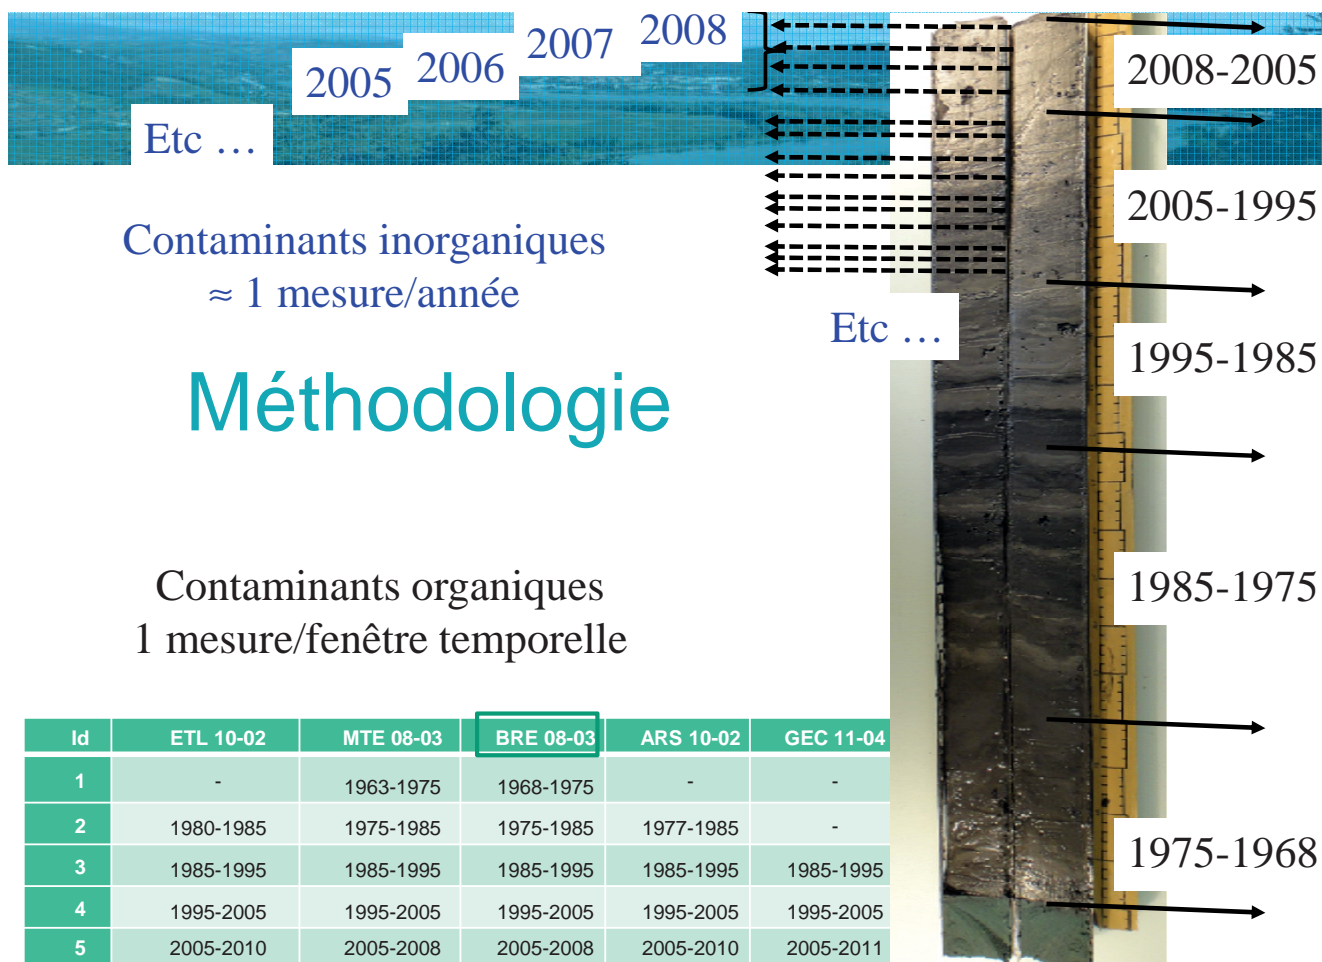 2005 2006 2007 2008
Etc …
Contaminants inorganiques
≈ 1 mesure/année
Etc …
Méthodologie
Contaminants organiques
1 mesure/fenêtre temporelle
2008-2005
2005-1995
1995-1985
1985-1975
1975-1968
Id ETL 10-02 MTE 08-03 BRE 08-03 ARS 10-02 GEC 11-04
1 - 1963-1975 1968-1975 - -
2 1980-1985 1975-1985 1975-1985 1977-1985 -
3 1985-1995 1985-1995 1985-1995 1985-1995 1985-1995
4 1995-2005 1995-2005 1995-2005 1995-2005 1995-2005
5 2005-2010 2005-2008 2005-2008 2005-2010 2005-2011